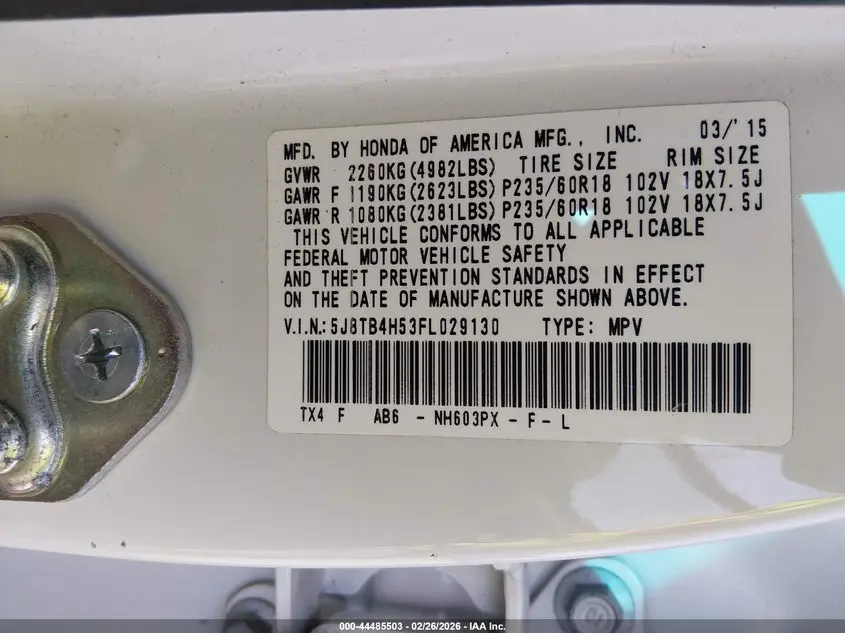 MFD. BY HONDA OF AMERICA MFG., INC. 03/'15
GVWR 2260KG(4982LBS) TIRE SIZE RIM SIZE
GAWR F 1190KG(2623LBS) P235/60R18 102V 18X7.5J
GAWR R 1080KG(2381LBS) P235/60R18 102V 18X7.5J
THIS VEHICLE CONFORMS TO ALL APPLICABLE
FEDERAL MOTOR VEHICLE SAFETY
AND THEFT PREVENTION STANDARDS IN EFFECT
ON THE DATE OF MANUFACTURE SHOWN ABOVE.
V.I.N.: 5J8TB4H53FL029130 TYPE: MPV
TX4 F AB6 - NH603PX - F - L
000-44485503 - 02/26/2026 - IAA Inc.